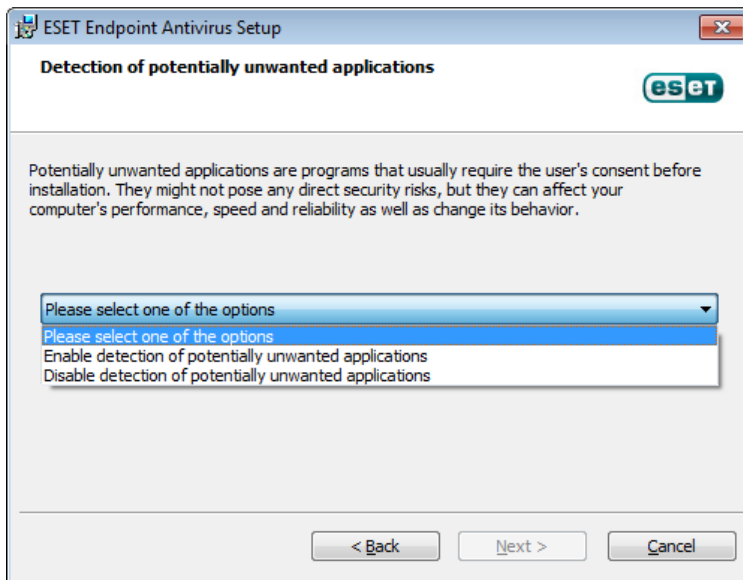 ESET Endpoint Antivirus Setup
Detection of potentially unwanted applications
eset
Potentially unwanted applications are programs that usually require the user's consent before
installation. They might not pose any direct security risks, but they can affect your
computer's performance, speed and reliability as well as change its behavior.
Please select one of the options
Please select one of the options
Enable detection of potentially unwanted applications
Disable detection of potentially unwanted applications
< Back
Next >
Cancel